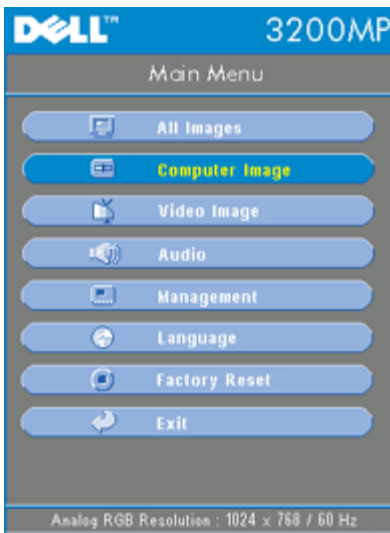 DELL™ 3200MP
Main Menu
All Images
Computer Image
Video Image
Audio
Management
Language
Factory Reset
Exit
Analog RGB Resolution : 1024 x 768 / 60 Hz